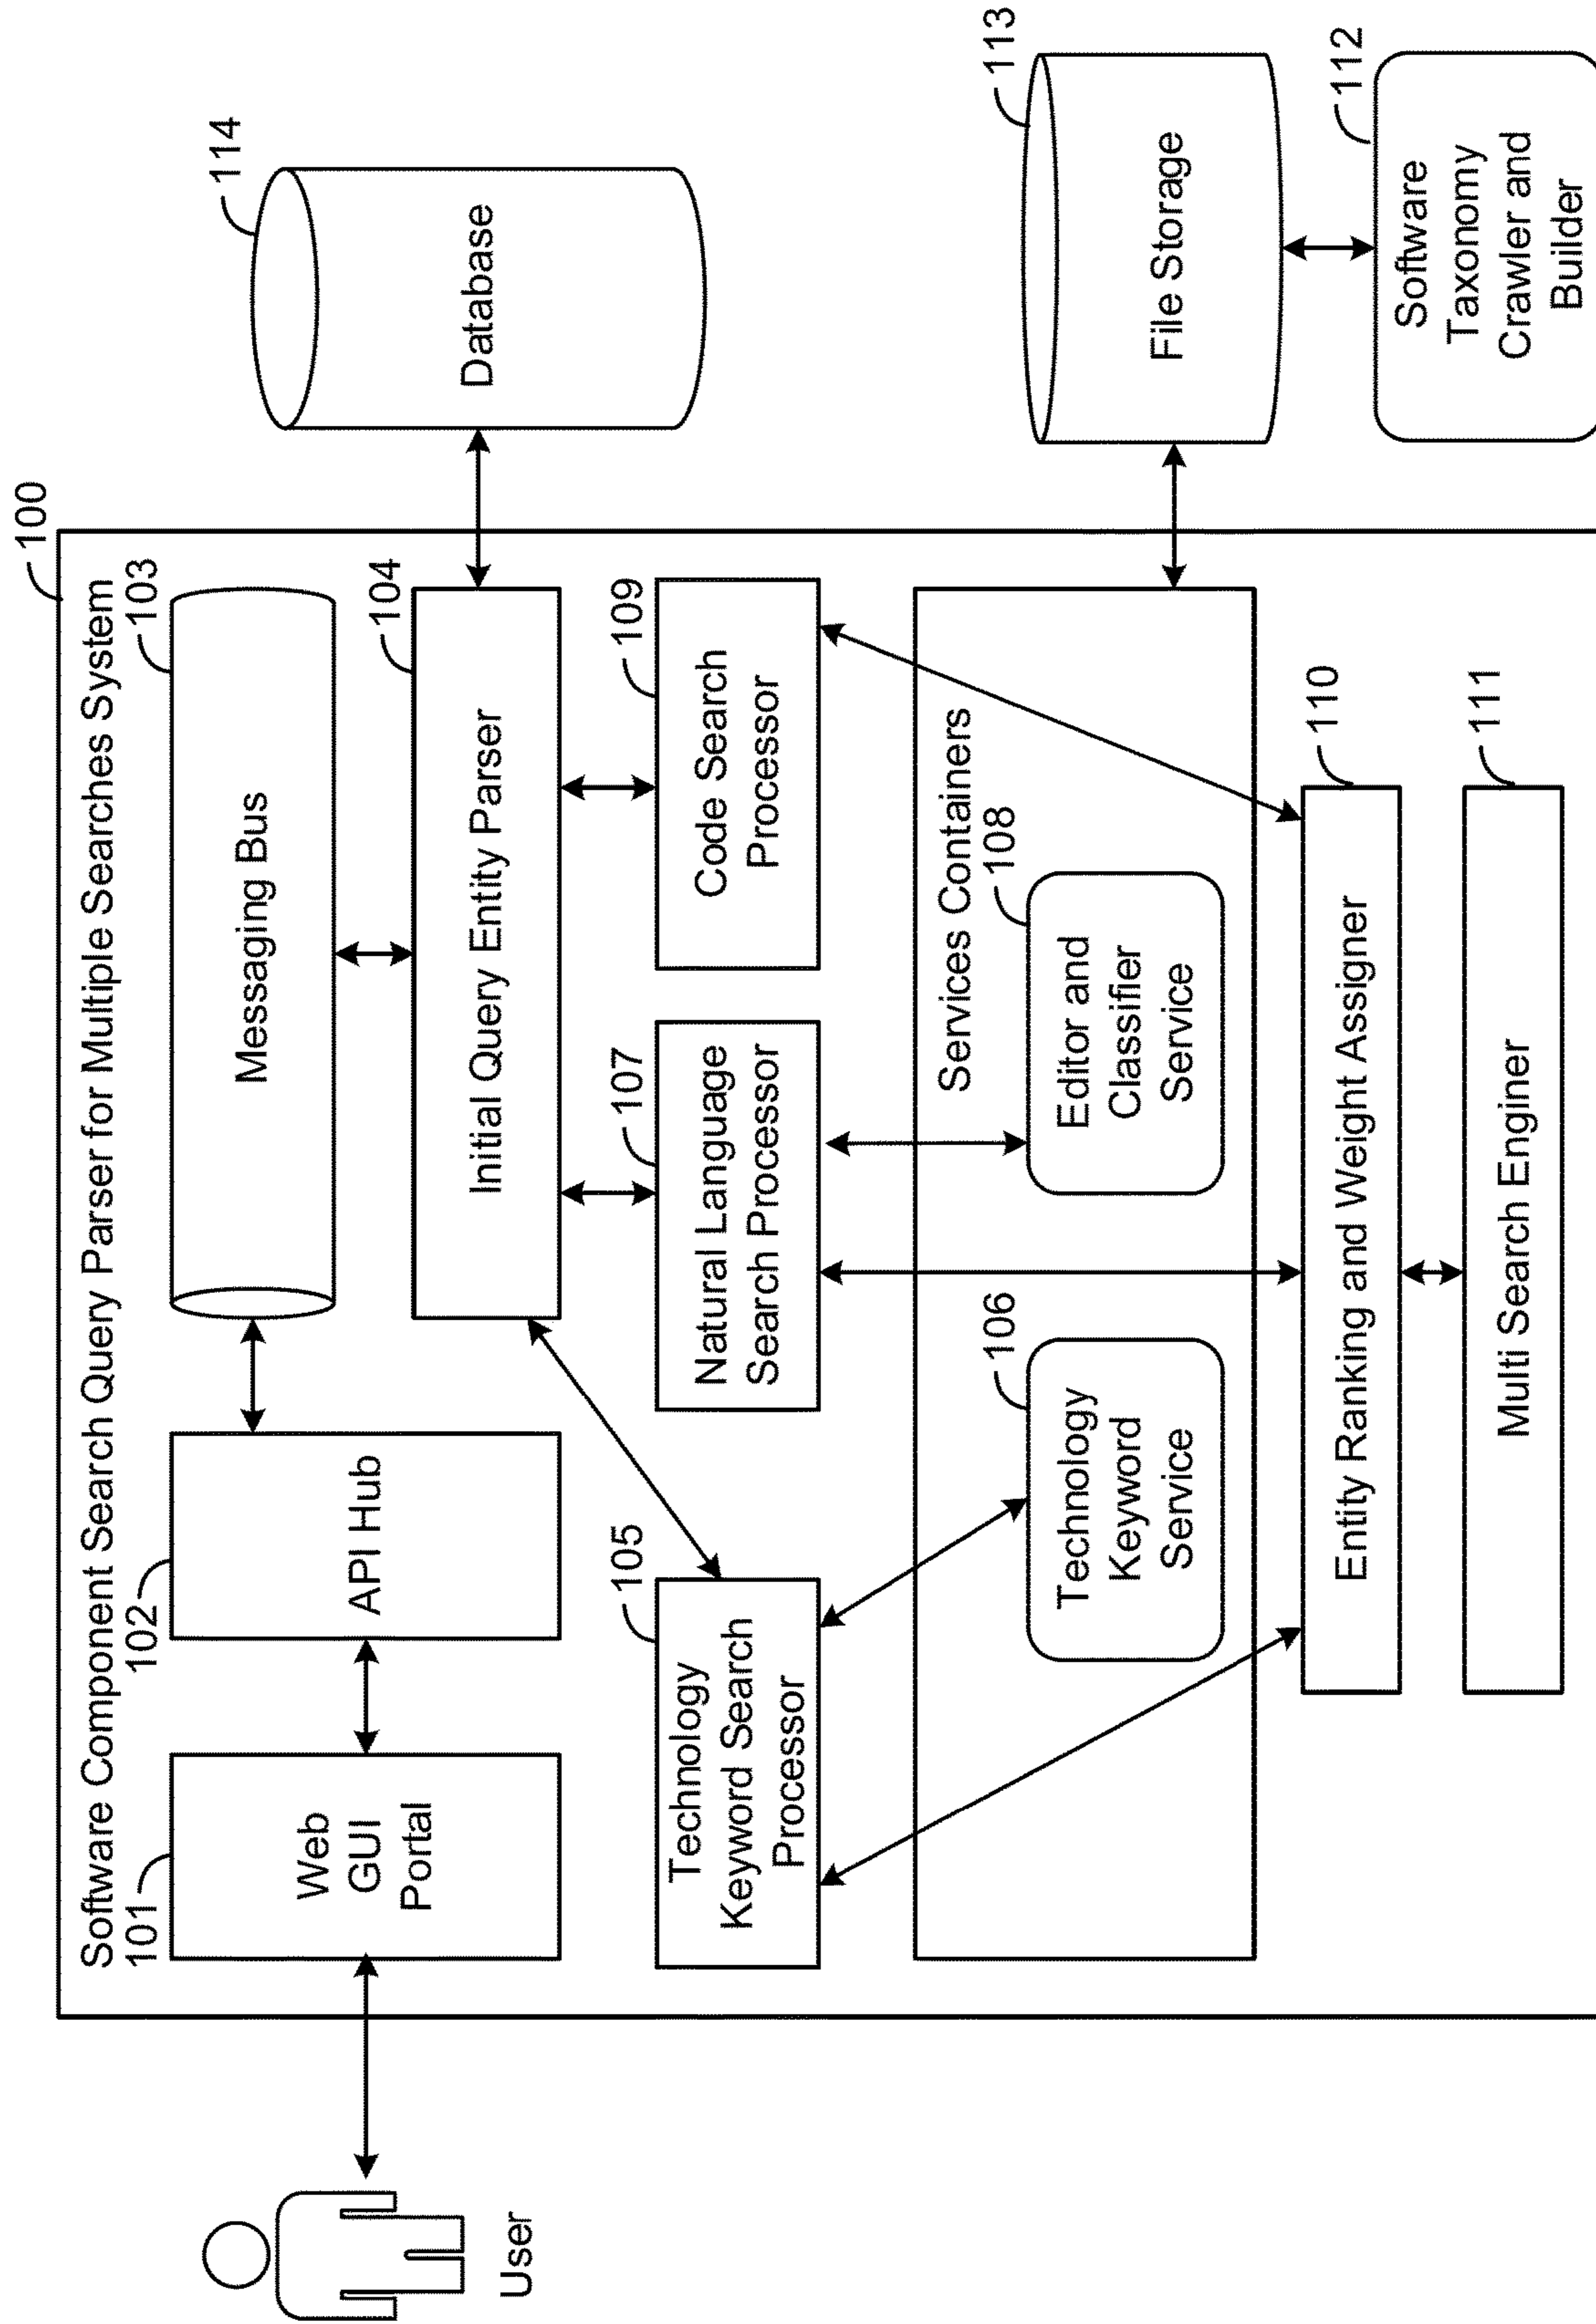 100
Software Component Search Query Parser for Multiple Searches System
101
Web
GUI
Portal
102
API Hub
103
Messaging Bus
114
Database
User
104
Initial Query Entity Parser
105
Technology
Keyword Search
Processor
107
Natural Language
Search Processor
109
Code Search
Processor
113
File Storage
Services Containers
106
Technology
Keyword
Service
108
Editor and
Classifier
Service
112
Software
Taxonomy
Crawler and
Builder
110
Entity Ranking and Weight Assigner
111
Multi Search Enginer